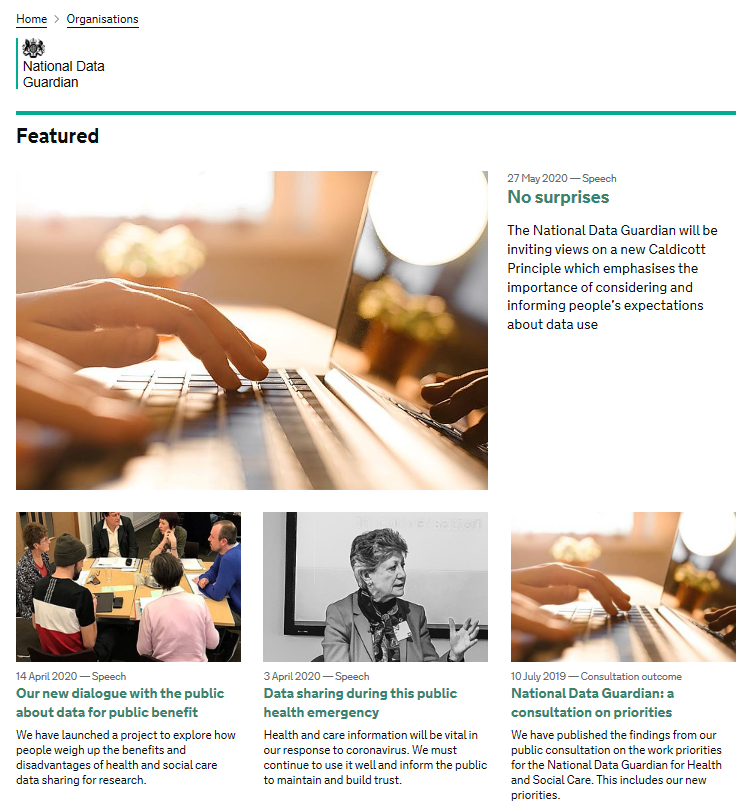 Home > Organisations
National Data
Guardian
Featured
27 May 2020 — Speech
No surprises
The National Data Guardian will be
inviting views on a new Caldicott
Principle which emphasises the
importance of considering and
informing people's expectations
about data use
14 April 2020 — Speech
Our new dialogue with the public
about data for public benefit
We have launched a project to explore how
people weigh up the benefits and
disadvantages of health and social care
data sharing for research.
3 April 2020 — Speech
Data sharing during this public
health emergency
Health and care information will be vital in
our response to coronavirus. We must
continue to use it well and inform the public
to maintain and build trust.
10 July 2019 — Consultation outcome
National Data Guardian: a
consultation on priorities
We have published the findings from our
public consultation on the work priorities
for the National Data Guardian for Health
and Social Care. This includes our new
priorities.